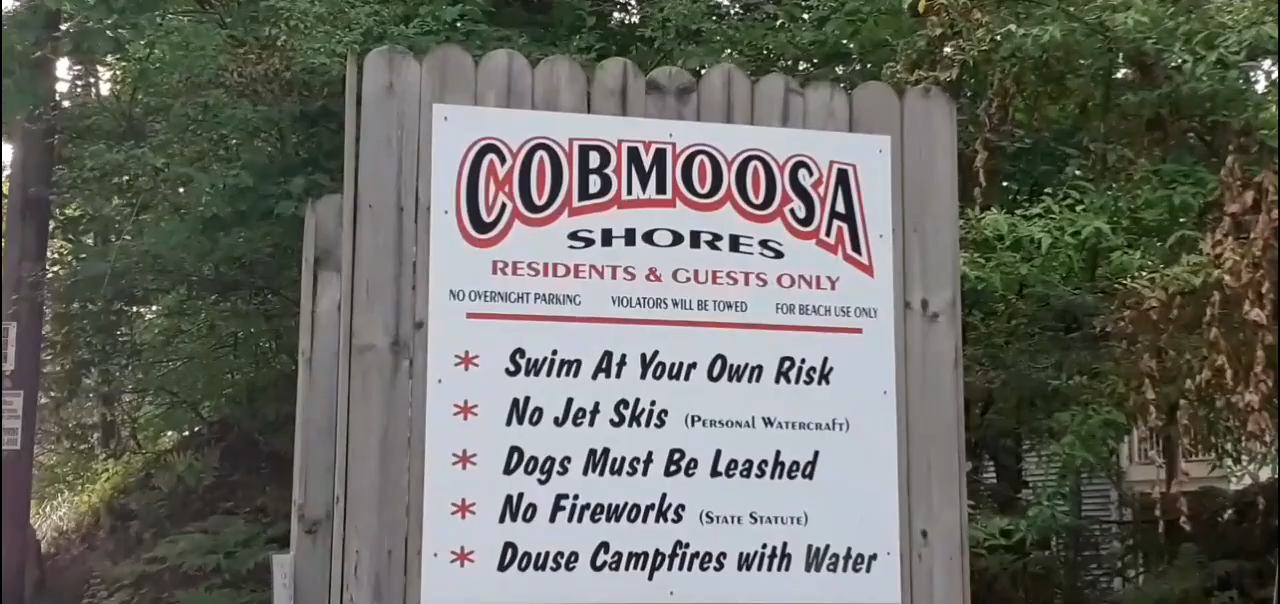 COBMOOSA
SHORES
RESIDENTS & GUESTS ONLY
NO OVERNIGHT PARKING VIOLATORS WILL BE TOWED FOR BEACH USE ONLY
* Swim At Your Own Risk
* No Jet Skis (Personal Watercraft)
* Dogs Must Be Leashed
* No Fireworks (State Statute)
* Douse Campfires with Water